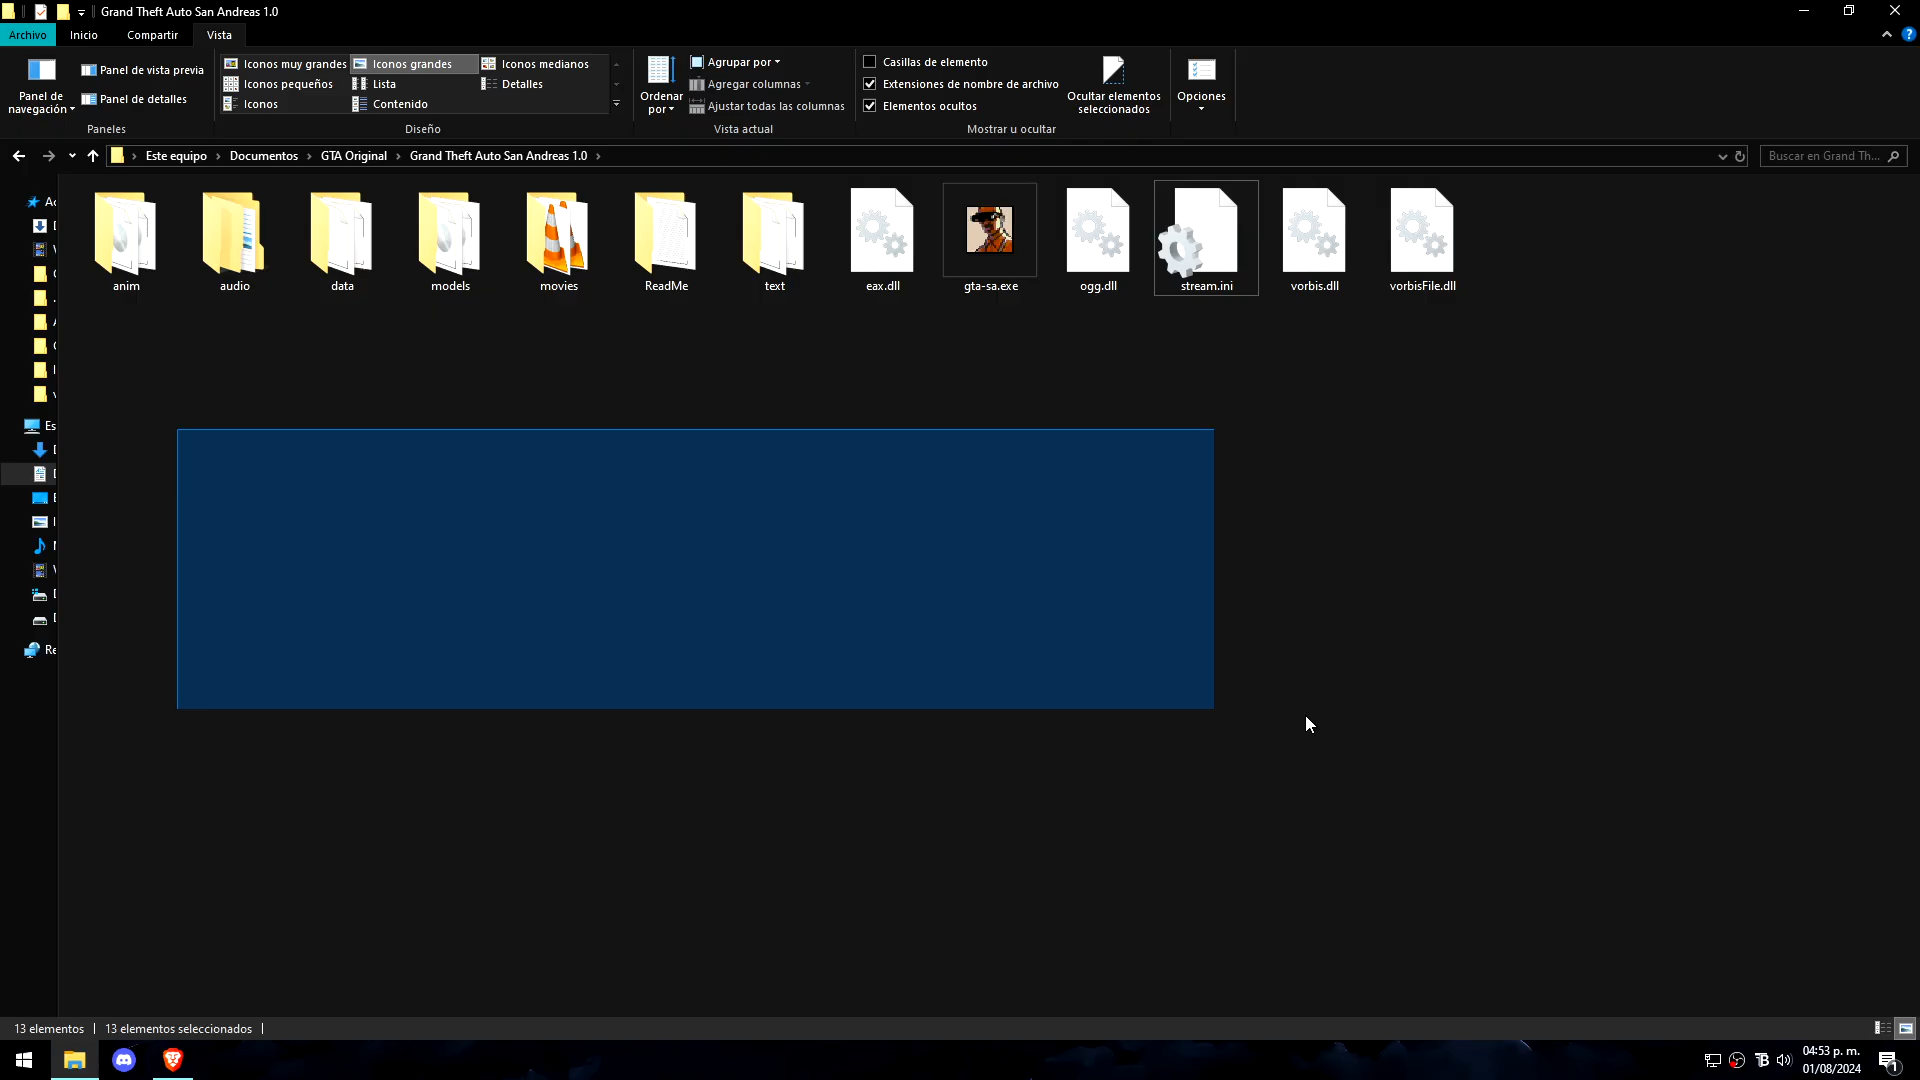 Grand Theft Auto San Andreas 1.0
Archivo Inicio Compartir Vista
Panel de navegación
Panel de vista previa
Panel de detalles
Paneles
Iconos muy grandes Iconos grandes Iconos medianos
Iconos pequeños Lista Detalles
Iconos Contenido
Diseño
Ordenar por
Agrupar por
Agregar columnas
Ajustar todas las columnas
Vista actual
Casillas de elemento
Extensiones de nombre de archivo
Elementos ocultos
Ocultar elementos
seleccionados
Mostrar u ocultar
Opciones
Este equipo Documentos GTA Original Grand Theft Auto San Andreas 1.0
Buscar en Grand Th...
anim audio data models movies ReadMe text eax.dll gta-sa.exe ogg.dll stream.ini vorbis.dll vorbisFile.dll
13 elementos 13 elementos seleccionados
04:53 p. m.
01/08/2024
1